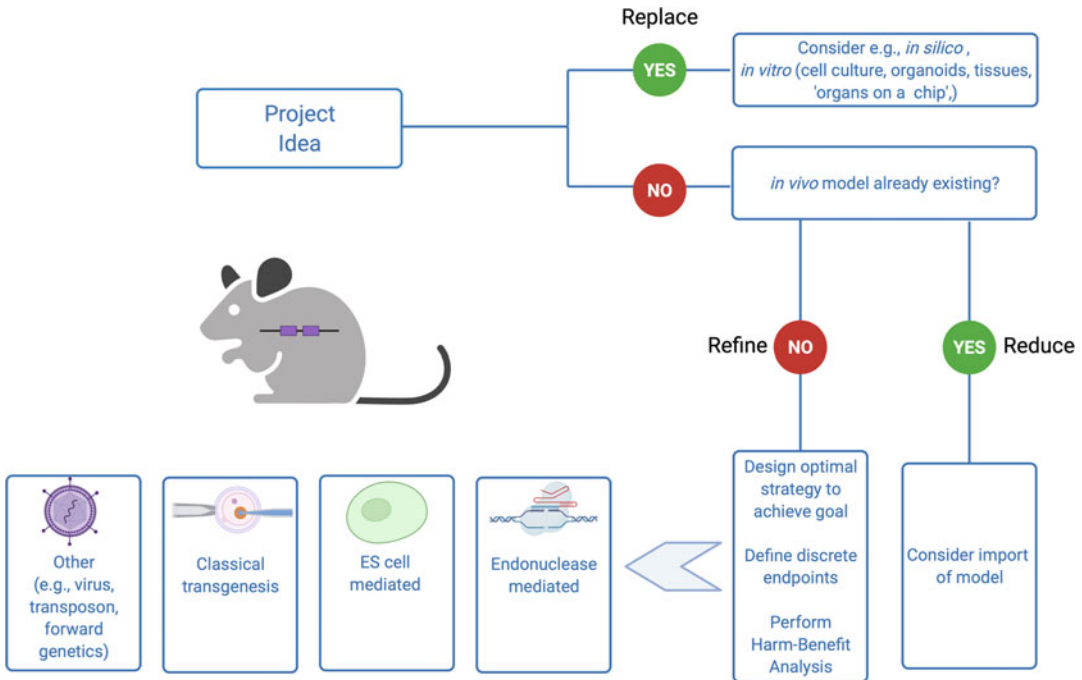 Replace
Project
Idea
YES
Consider e.g., in silico ,
in vitro (cell culture, organoids, tissues,
'organs on a chip',)
NO
in vivo model already existing?
Refine
NO
YES
Reduce
Other
(e.g., virus,
transposon,
forward
genetics)
Classical
transgenesis
ES cell
mediated
Endonuclease
mediated
Design optimal
strategy to
achieve goal
Define discrete
endpoints
Perform
Harm-Benefit
Analysis
Consider import
of model